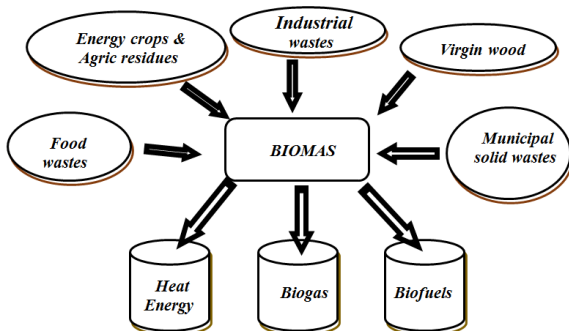 Energy crops &
Agric residues
Industrial
wastes
Virgin wood
Food
wastes
BIOMAS
Municipal
solid wastes
Heat
Energy
Biogas
Biofuels